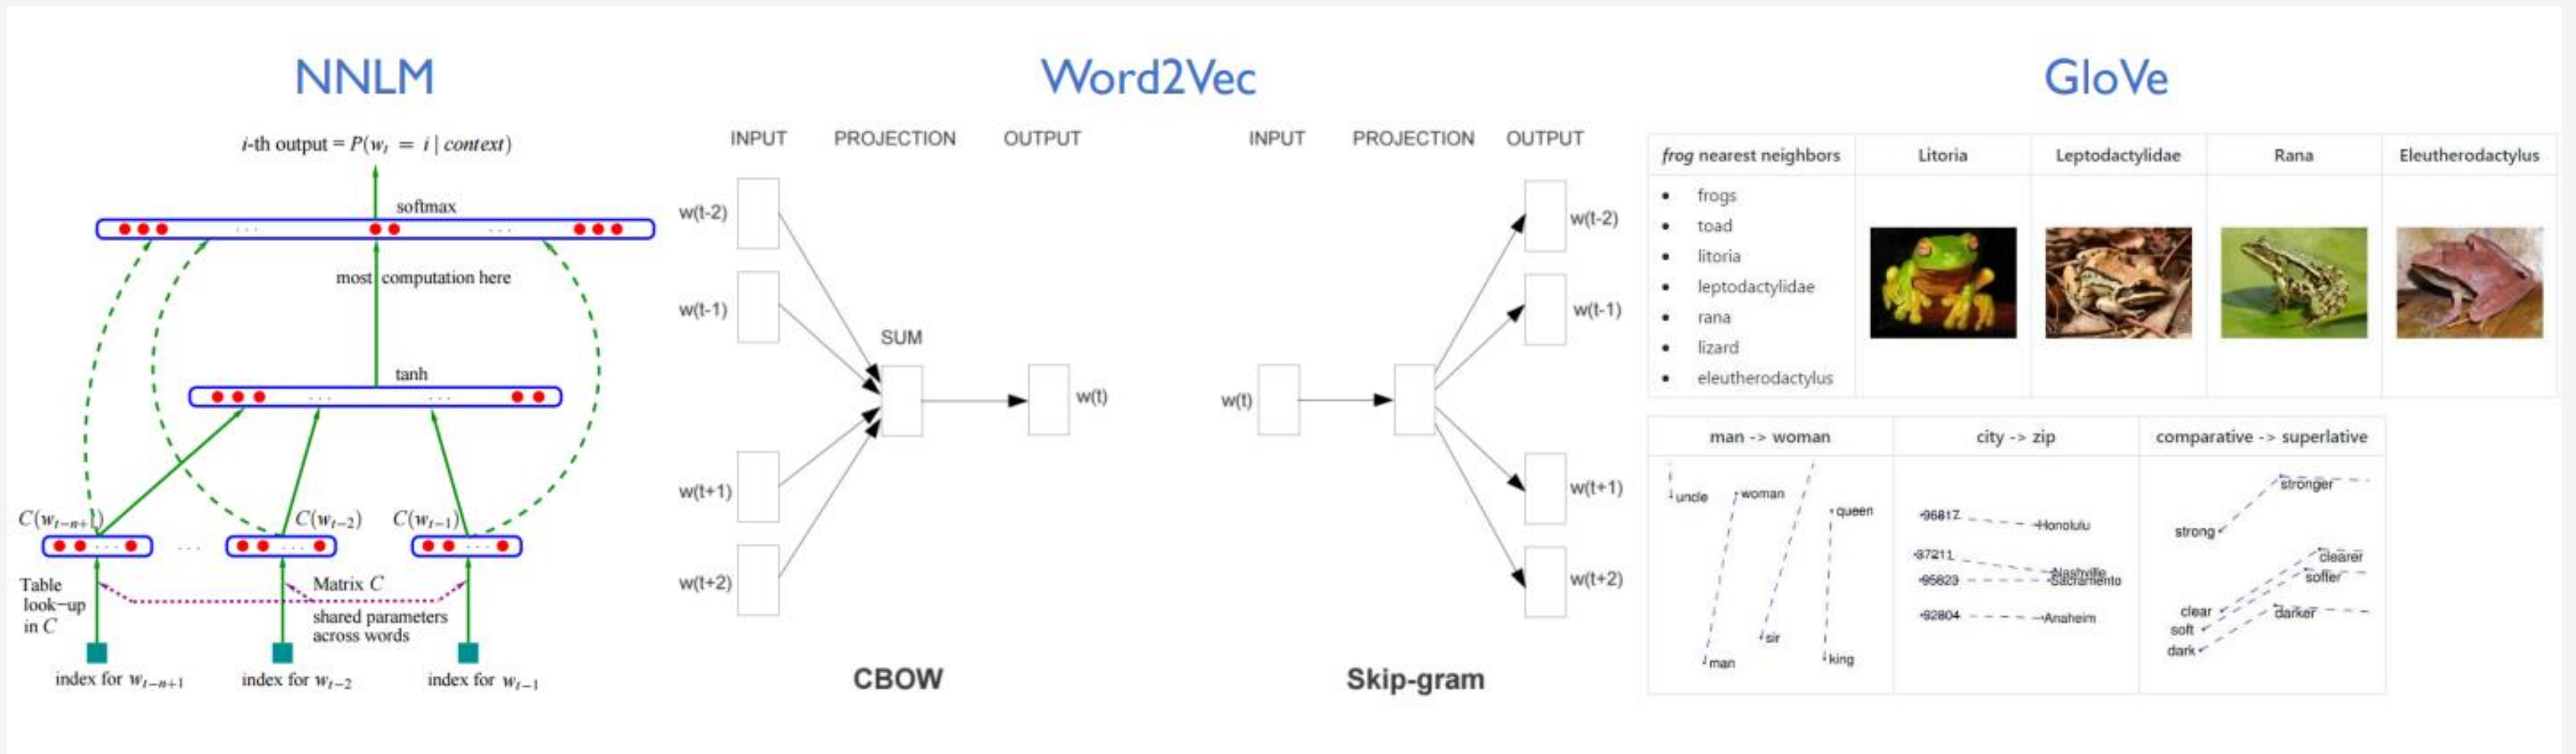 NNLM
i-th output = P(w_t = i | context)
softmax
. . .
. . .
most computation here
tanh
. . .
. . .
C(w_{t−n+1})
C(w_{t−2})
C(w_{t−1})
. . .
. . .
. . .
. . .
Table
look−up
in C
Matrix C
shared parameters
across words
index for w_{t−n+1}
index for w_{t−2}
index for w_{t−1}
Word2Vec
INPUT PROJECTION OUTPUT
w(t-2)
w(t-1)
SUM
w(t)
w(t+1)
w(t+2)
CBOW
INPUT PROJECTION OUTPUT
w(t-2)
w(t-1)
w(t)
w(t+1)
w(t+2)
Skip-gram
GloVe
frog nearest neighbors
Litoria
Leptodactylidae
Rana
Eleutherodactylus
• frogs
• toad
• litoria
• leptodactylidae
• rana
• lizard
• eleutherodactylus
man -> woman
city -> zip
comparative -> superlative
uncle
woman
queen
sir
man
king
96817
Honolulu
37211
Nashville
95823
Sacramento
92804
Anaheim
stronger
strong
clearer
softer
clear
darker
soft
dark